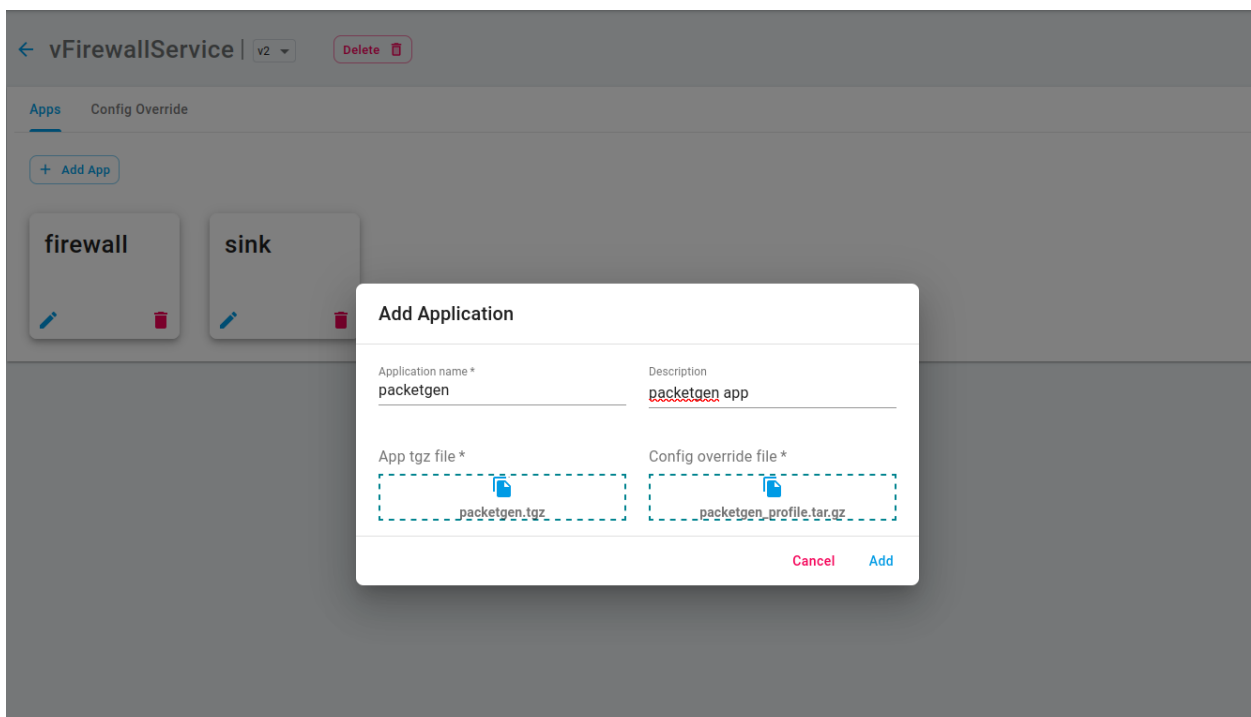 vFirewallService | v2
Delete
Apps Config Override
+ Add App
firewall sink
Add Application
Application name * Description
packetgen packetgen app
App tgz file * Config override file *
packetgen.tgz packetgen_profile.tar.gz
Cancel Add